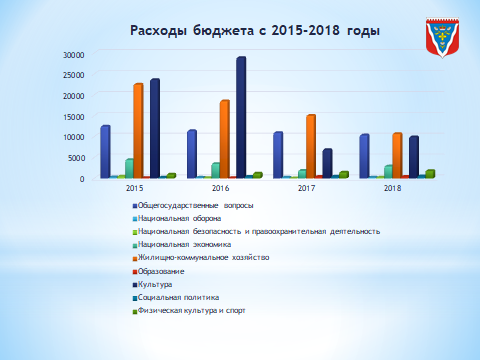 Расходы бюджета с 2015-2018 годы
30000
25000
20000
15000
10000
5000
0
2015 2016 2017 2018
Общегосударственные вопросы
Национальная оборона
Национальная безопасность и правоохранительная деятельность
Национальная экономика
Жилищно-коммунальное хозяйство
Образование
Культура
Социальная политика
Физическая культура и спорт